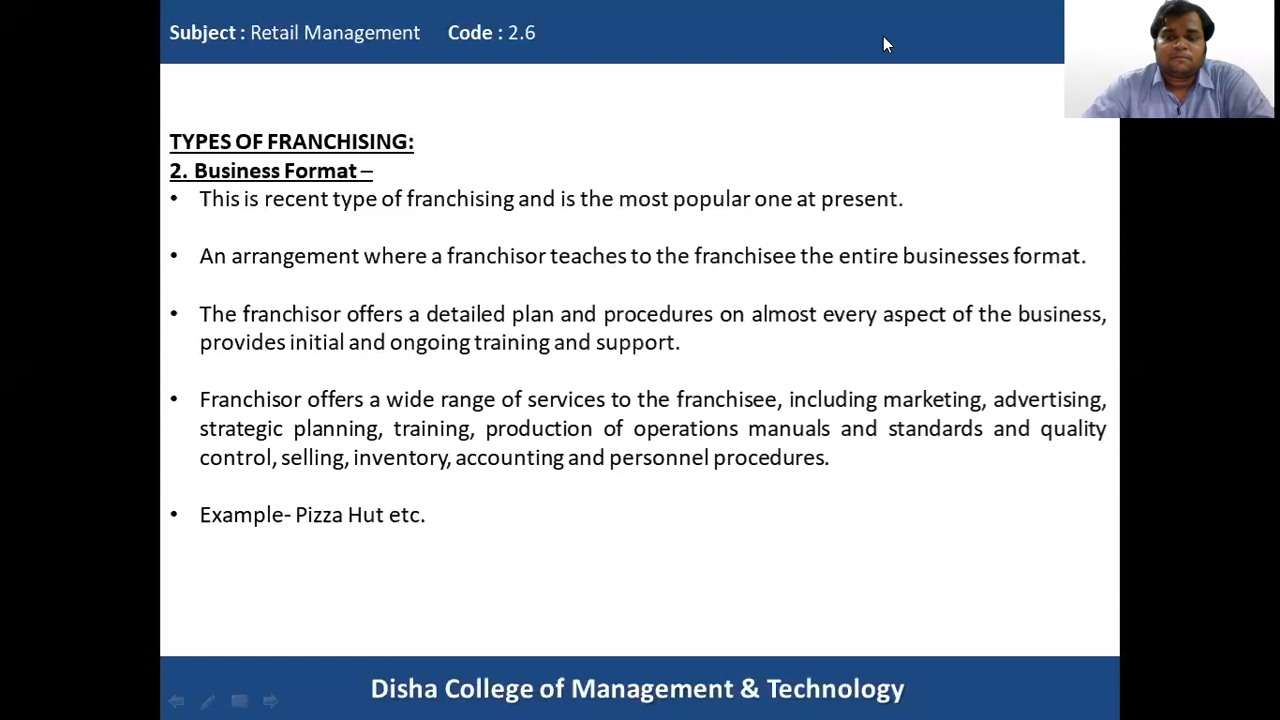 Subject : Retail Management Code : 2.6
TYPES OF FRANCHISING:
2. Business Format –
• This is recent type of franchising and is the most popular one at present.
• An arrangement where a franchisor teaches to the franchisee the entire businesses format.
• The franchisor offers a detailed plan and procedures on almost every aspect of the business,
provides initial and ongoing training and support.
• Franchisor offers a wide range of services to the franchisee, including marketing, advertising,
strategic planning, training, production of operations manuals and standards and quality
control, selling, inventory, accounting and personnel procedures.
• Example- Pizza Hut etc.
Disha College of Management & Technology